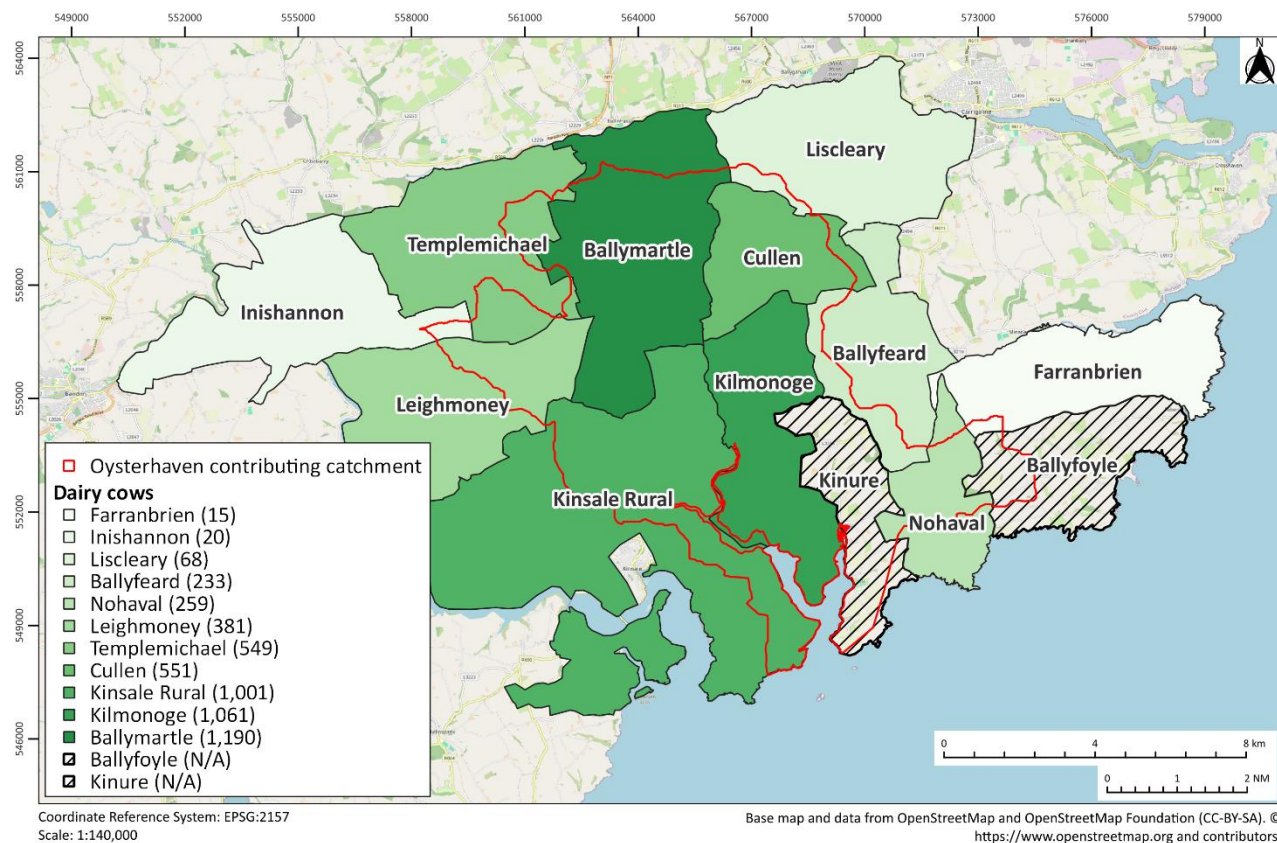 549000 552000 555000 558000 561000 564000 567000 570000 573000 576000 579000
564000
561000
558000
555000
552000
549000
546000
N
Liscleary
Templemichael
Ballymartle
Cullen
Inishannon
Ballyfeard
Farranbrien
Kilmonoge
Leighmoney
Ballyfoyle
Kinure
Kinsale Rural
Nohaval
Oysterhaven contributing catchment
Dairy cows
Farranbrien (15)
Inishannon (20)
Liscleary (68)
Ballyfeard (233)
Nohaval (259)
Leighmoney (381)
Templemichael (549)
Cullen (551)
Kinsale Rural (1,001)
Kilmonoge (1,061)
Ballymartle (1,190)
Ballyfoyle (N/A)
Kinure (N/A)
0 4 8 km
0 1 2 NM
Coordinate Reference System: EPSG:2157
Scale: 1:140,000
Base map and data from OpenStreetMap and OpenStreetMap Foundation (CC-BY-SA). ©
https://www.openstreetmap.org and contributors